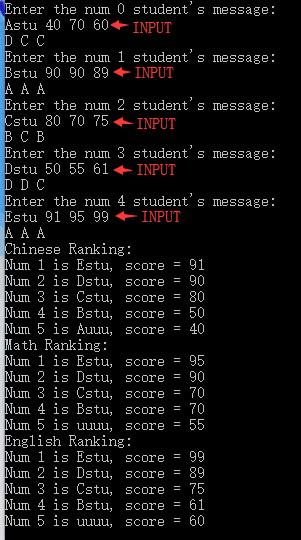 Enter the num 0 student's message:
Astu 40 70 60 INPUT
D C C
Enter the num 1 student's message:
Bstu 90 90 89 INPUT
A A A
Enter the num 2 student's message:
Cstu 80 70 75 INPUT
B C B
Enter the num 3 student's message:
Dstu 50 55 61 INPUT
D D C
Enter the num 4 student's message:
Estu 91 95 99 INPUT
A A A
Chinese Ranking:
Num 1 is Estu, score = 91
Num 2 is Dstu, score = 90
Num 3 is Cstu, score = 80
Num 4 is Bstu, score = 50
Num 5 is Auuu, score = 40
Math Ranking:
Num 1 is Estu, score = 95
Num 2 is Dstu, score = 90
Num 3 is Cstu, score = 70
Num 4 is Bstu, score = 70
Num 5 is uuuu, score = 55
English Ranking:
Num 1 is Estu, score = 99
Num 2 is Dstu, score = 89
Num 3 is Cstu, score = 75
Num 4 is Bstu, score = 61
Num 5 is uuuu, score = 60